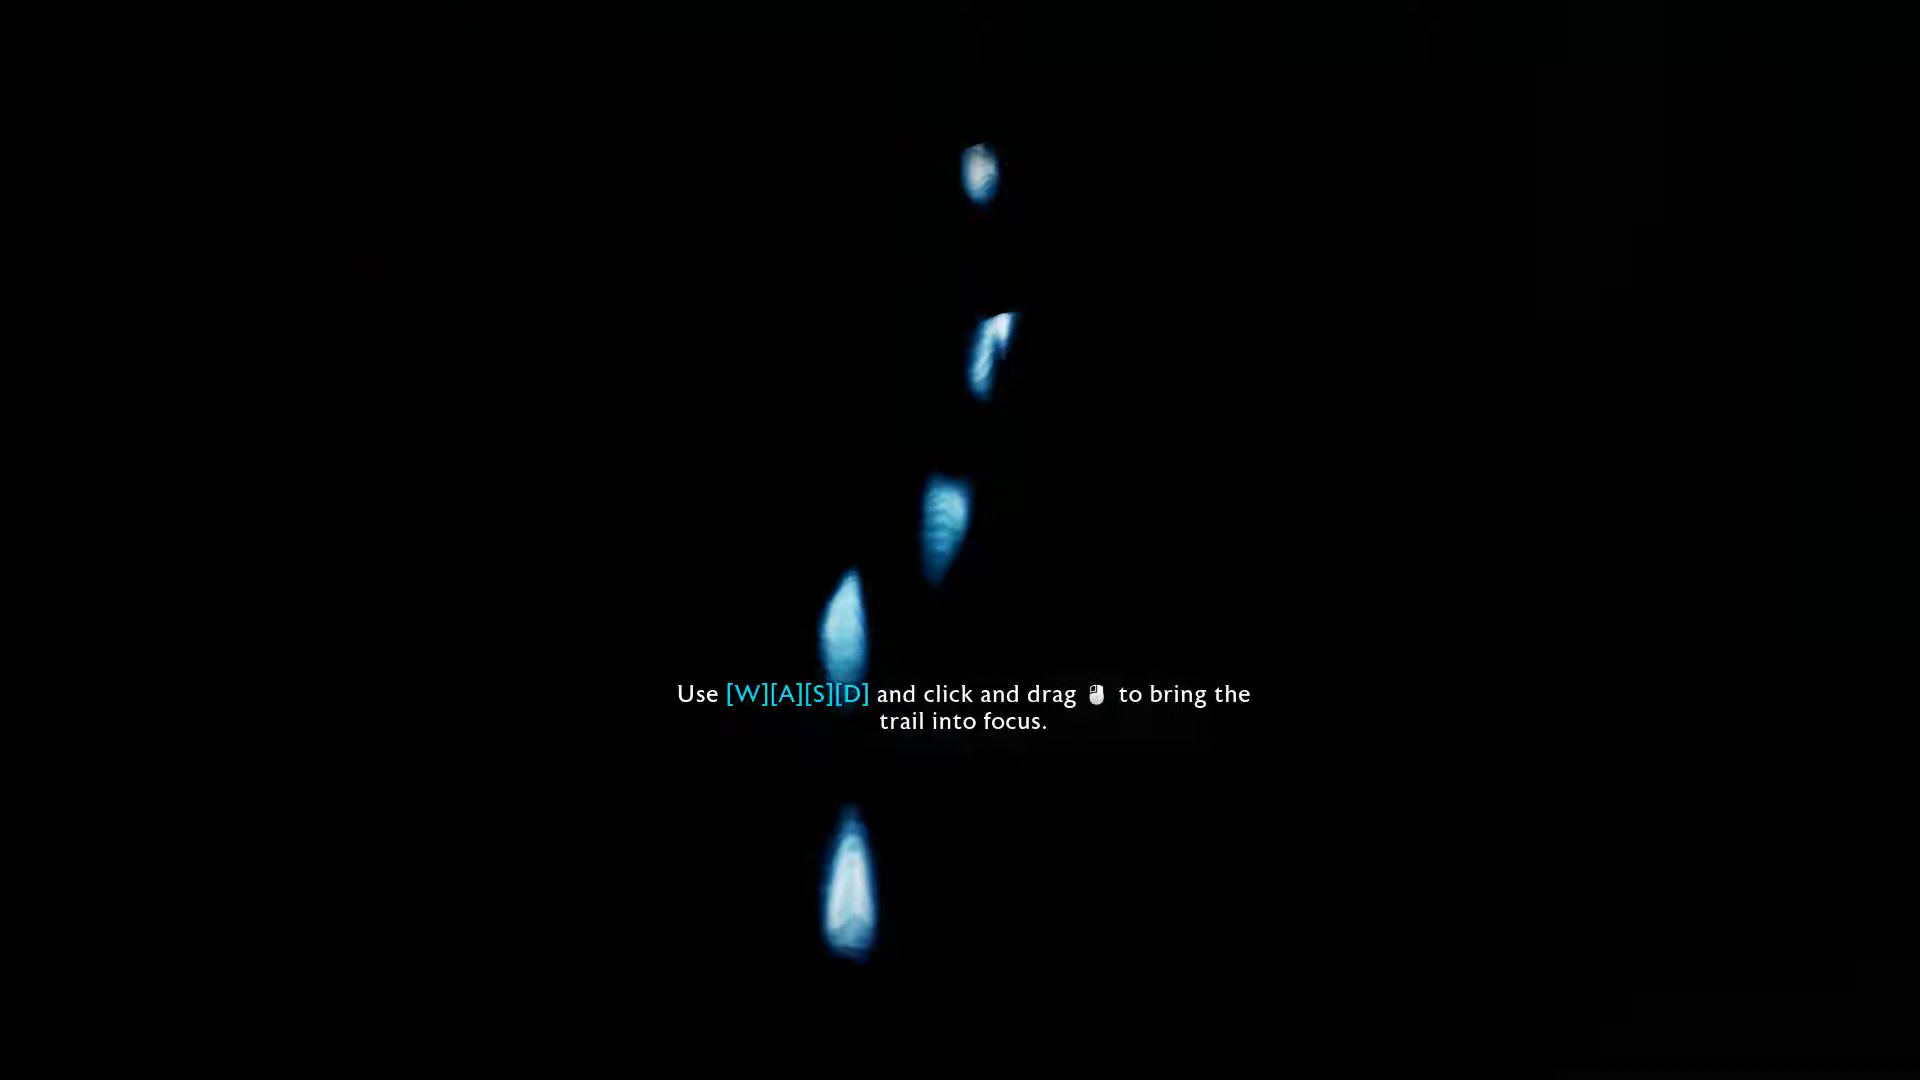 Use [W][A][S][D] and click and drag to bring the
trail into focus.